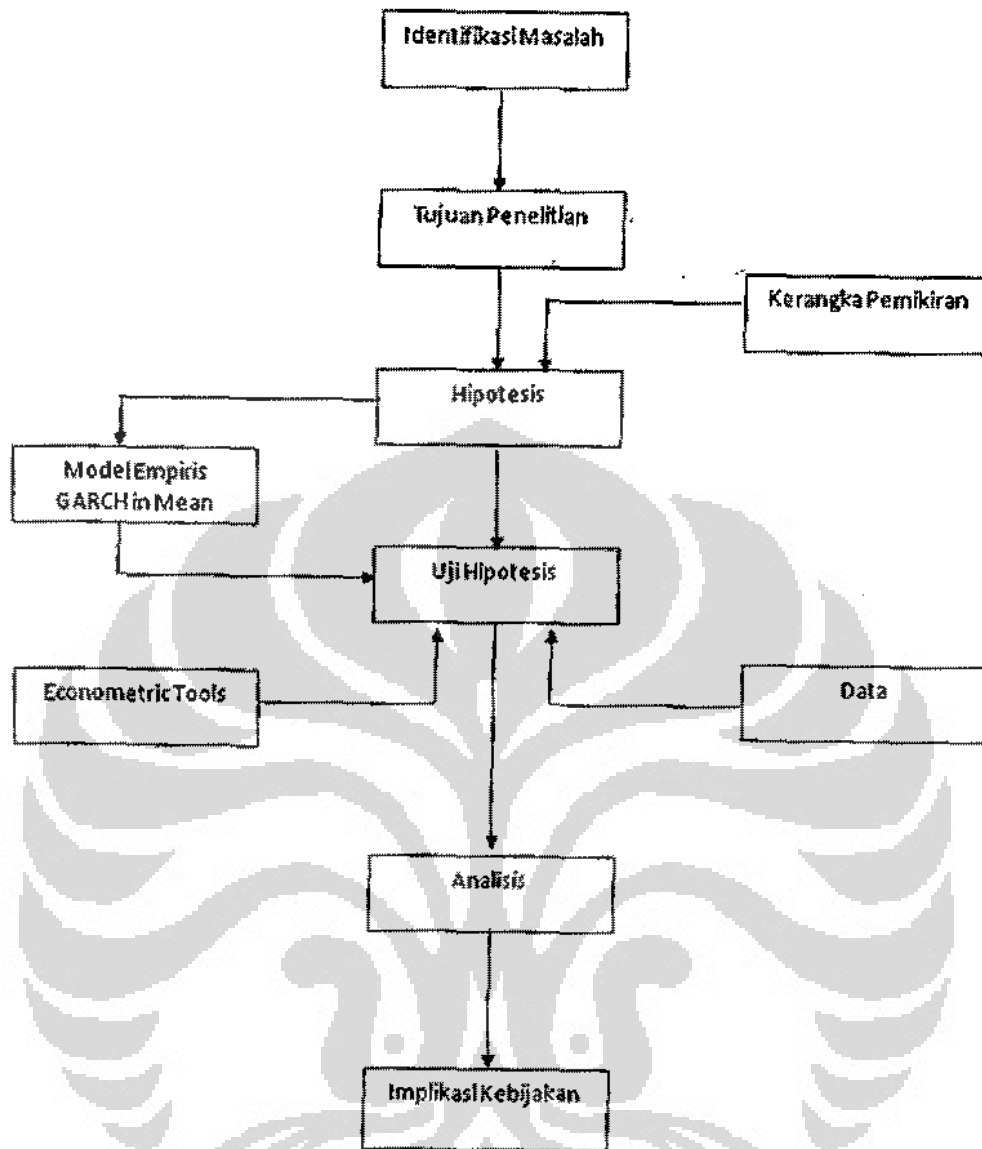 Identifikasi Masalah
Tujuan Penelitian
Kerangka Pemikiran
Hipotesis
Model Empiris
GARCH in Mean
Uji Hipotesis
Econometric Tools
Data
Analisis
Implikasi Kebijakan